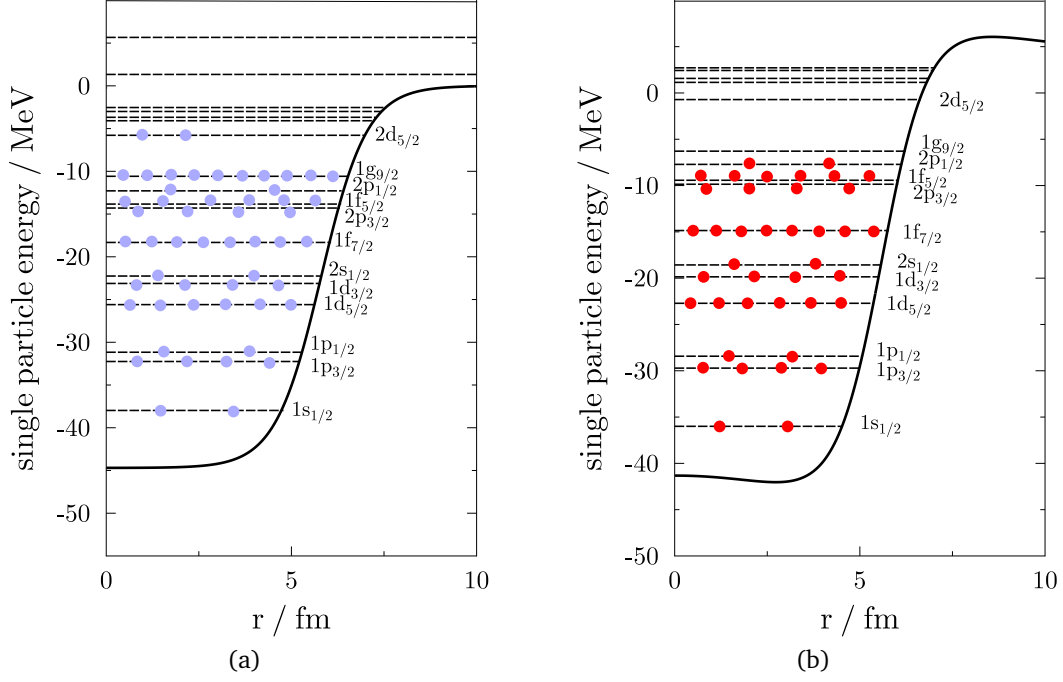 single particle energy / MeV
0
-10
-20
-30
-40
-50
2d5/2
1g9/2
2p1/2
1f5/2
2p3/2
1f7/2
2s1/2
1d3/2
1d5/2
1p1/2
1p3/2
1s1/2
0
5
10
r / fm
(a)
single particle energy / MeV
0
-10
-20
-30
-40
-50
2d5/2
1g9/2
2p1/2
1f5/2
2p3/2
1f7/2
2s1/2
1d3/2
1d5/2
1p1/2
1p3/2
1s1/2
0
5
10
r / fm
(b)